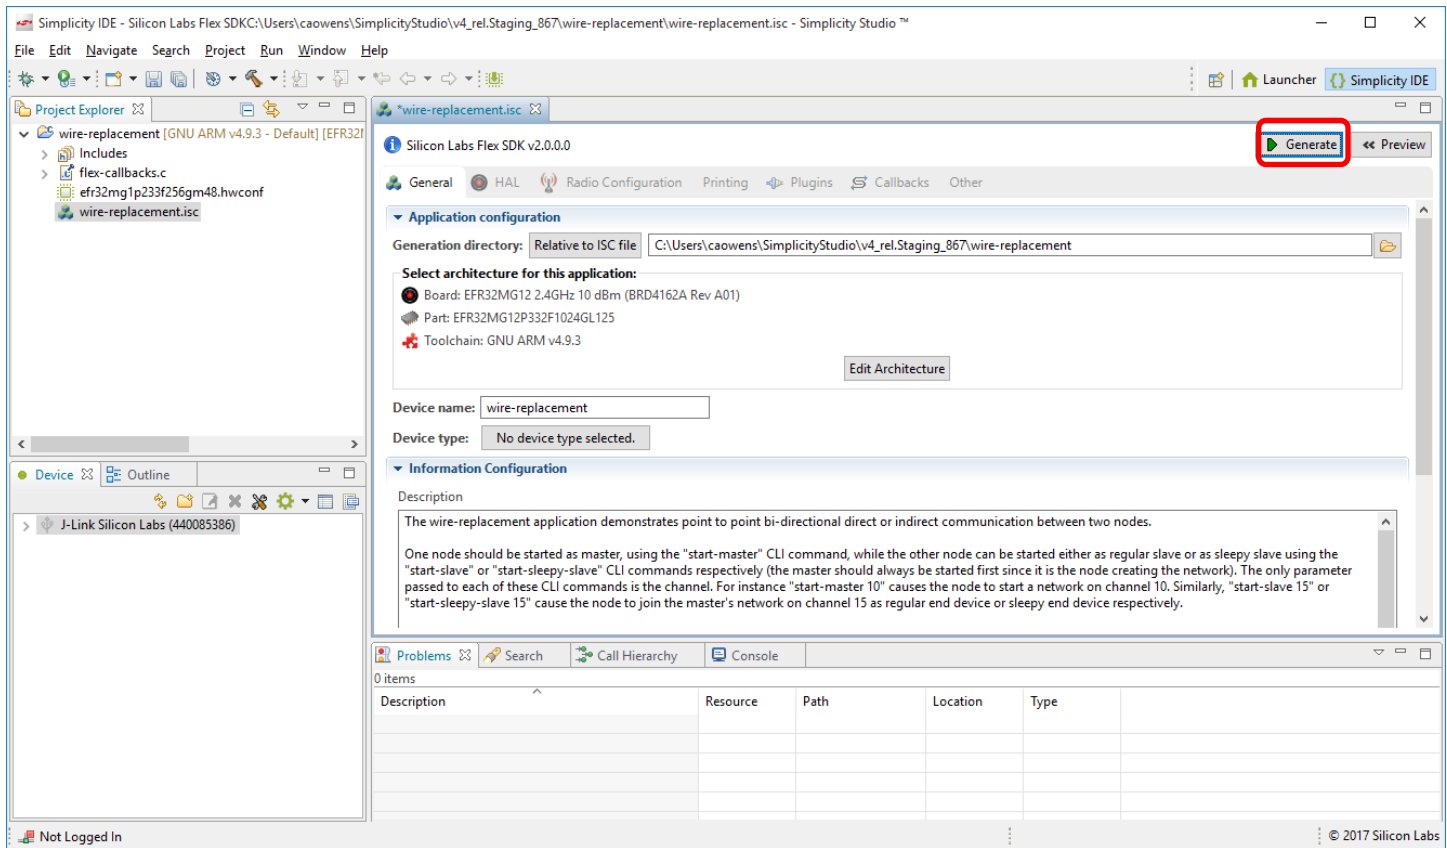 Simplicity IDE - Silicon Labs Flex SDKC:\Users\caowens\SimplicityStudio\v4_rel.Staging_867\wire-replacement\wire-replacement.isc - Simplicity Studio ™
File Edit Navigate Search Project Run Window Help
Launcher Simplicity IDE
Project Explorer
wire-replacement [GNU ARM v4.9.3 - Default] [EFR32
Includes
flex-callbacks.c
efr32mg1p233f256gm48.hwconf
wire-replacement.isc
*wire-replacement.isc
Silicon Labs Flex SDK v2.0.0.0
Generate Preview
General HAL Radio Configuration Printing Plugins Callbacks Other
Application configuration
Generation directory: Relative to ISC file C:\Users\caowens\SimplicityStudio\v4_rel.Staging_867\wire-replacement
Select architecture for this application:
Board: EFR32MG12 2.4GHz 10 dBm (BRD4162A Rev A01)
Part: EFR32MG12P332F1024GL125
Toolchain: GNU ARM v4.9.3
Edit Architecture
Device name: wire-replacement
Device type: No device type selected.
Information Configuration
Description
The wire-replacement application demonstrates point to point bi-directional direct or indirect communication between two nodes.
One node should be started as master, using the "start-master" CLI command, while the other node can be started either as regular slave or as sleepy slave using the
"start-slave" or "start-sleepy-slave" CLI commands respectively (the master should always be started first since it is the node creating the network). The only parameter
passed to each of these CLI commands is the channel. For instance "start-master 10" causes the node to start a network on channel 10. Similarly, "start-slave 15" or
"start-sleepy-slave 15" cause the node to join the master's network on channel 15 as regular end device or sleepy end device respectively.
Device Outline
J-Link Silicon Labs (440085386)
Problems Search Call Hierarchy Console
0 items
Description Resource Path Location Type
Not Logged In
© 2017 Silicon Labs